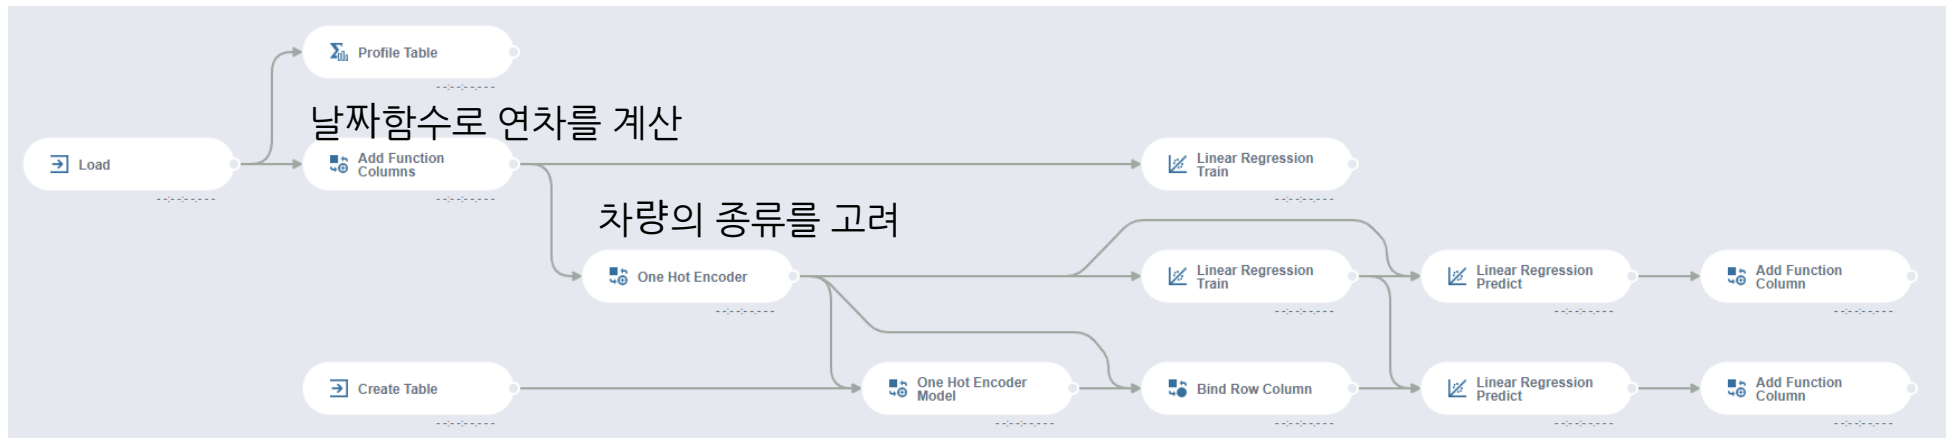 Profile Table
--:--:--.---
날짜함수로 연차를 계산
Load
--:--:--.---
Add Function
Columns
--:--:--.---
Linear Regression
Train
--:--:--.---
차량의 종류를 고려
One Hot Encoder
--:--:--.---
Linear Regression
Train
--:--:--.---
Linear Regression
Predict
--:--:--.---
Add Function
Column
--:--:--.---
Create Table
--:--:--.---
One Hot Encoder
Model
--:--:--.---
Bind Row Column
--:--:--.---
Linear Regression
Predict
--:--:--.---
Add Function
Column
--:--:--.---